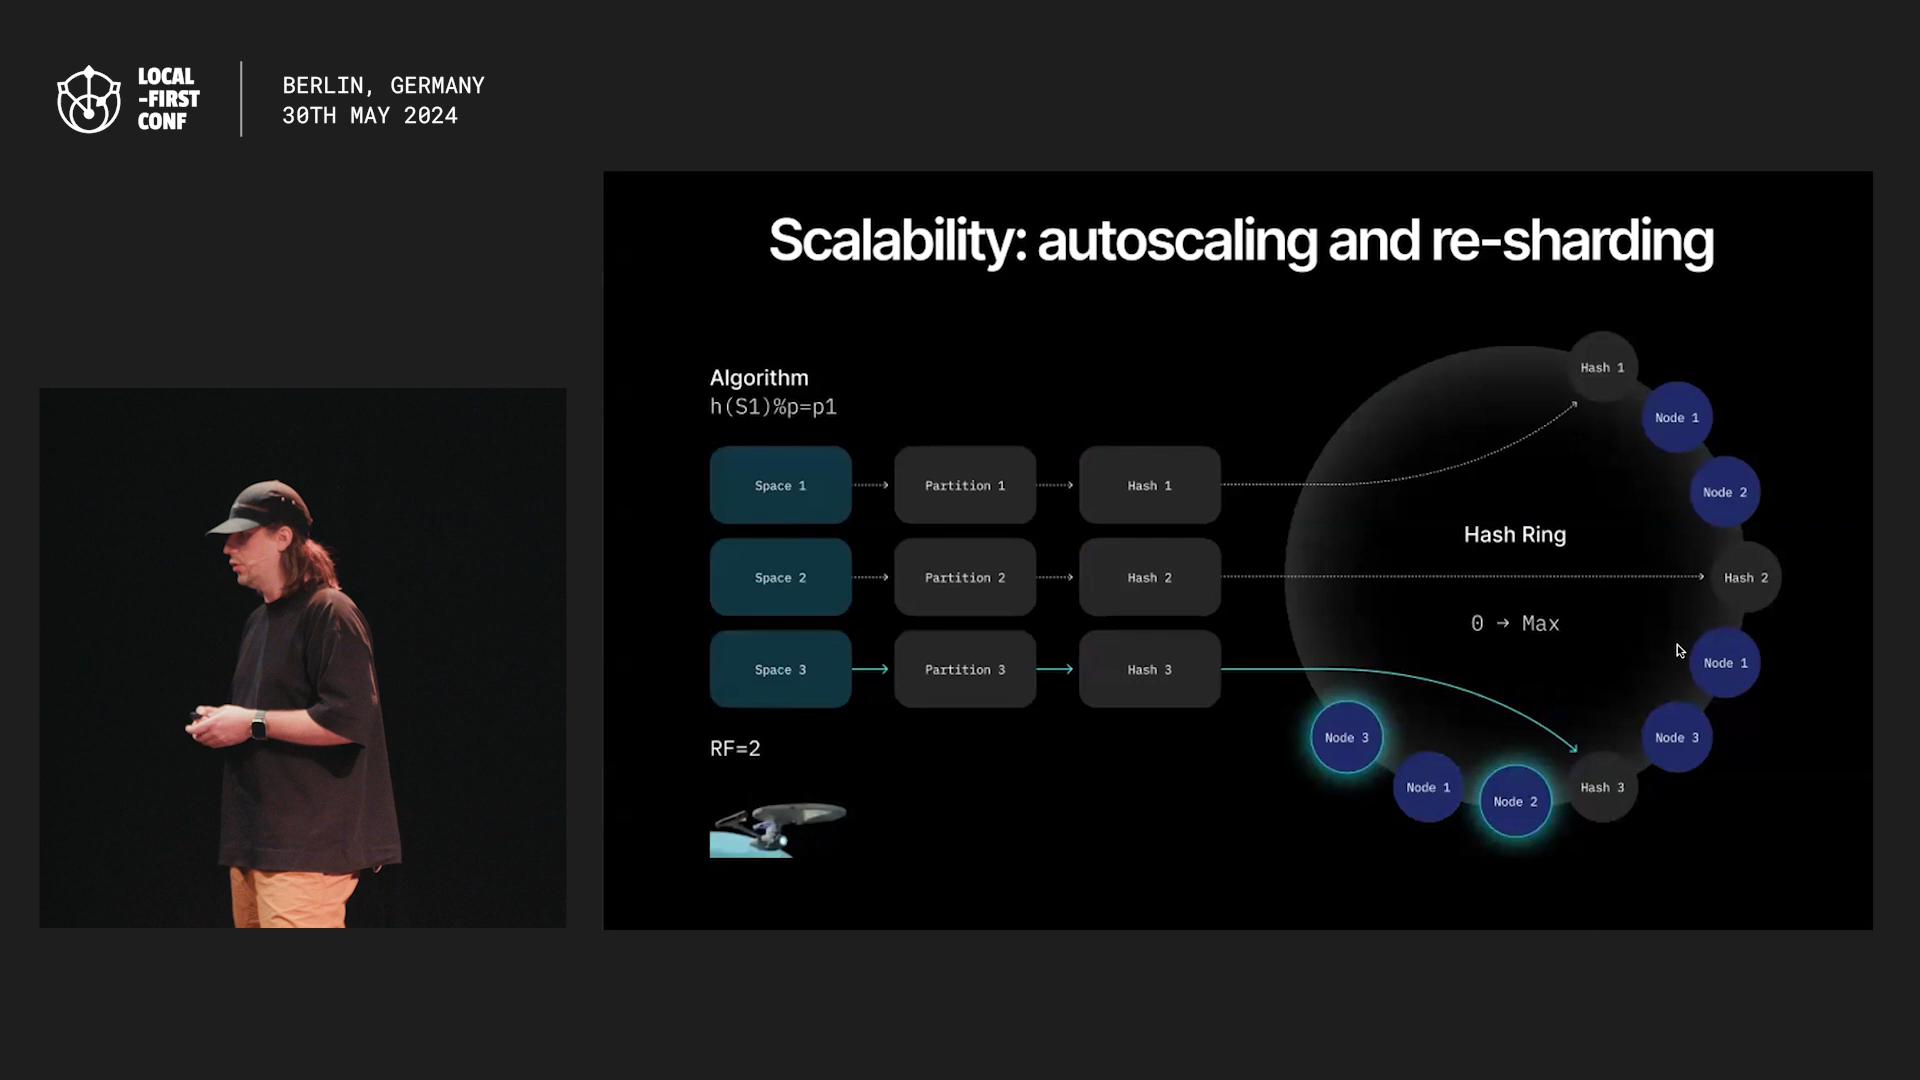 LOCAL
-FIRST
CONF
BERLIN, GERMANY
30TH MAY 2024
Scalability: autoscaling and re-sharding
Algorithm
h(S1)%p=p1
Space 1
Partition 1
Hash 1
Space 2
Partition 2
Hash 2
Space 3
Partition 3
Hash 3
RF=2
Hash Ring
0 → Max
Hash 1
Node 1
Node 2
Hash 2
Node 1
Node 3
Hash 3
Node 2
Node 1
Node 3